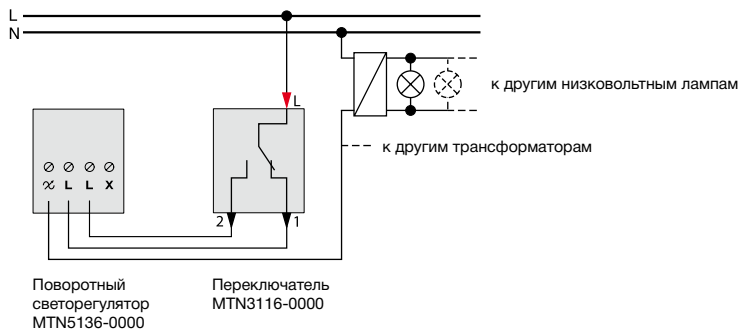 L
N
L
к другим низковольтным лампам
к другим трансформаторам
L L X
2 1
Поворотный
светорегулятор
MTN5136-0000
Переключатель
MTN3116-0000